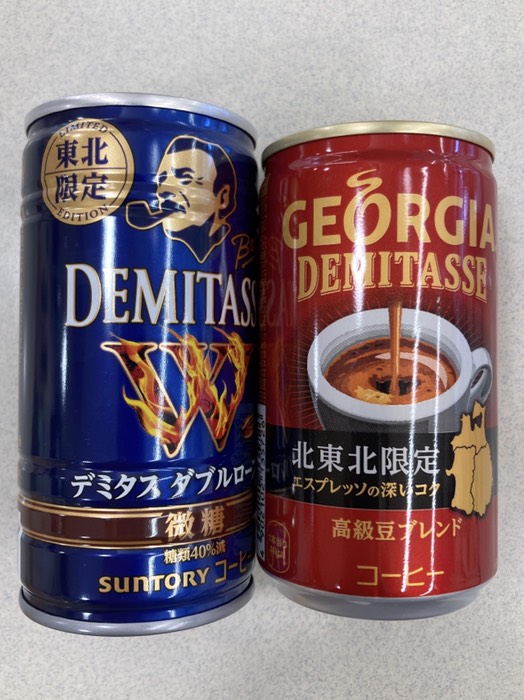 LIMITED
東北
限定
EDITION
DEMITASS
W
デミタス ダブルロー
微糖
糖類40%減
SUNTORY コーヒー
GEORGIA
DEMITASSE
北東北限定
エスプレッソの深いコク
高級豆ブレンド
コーヒー